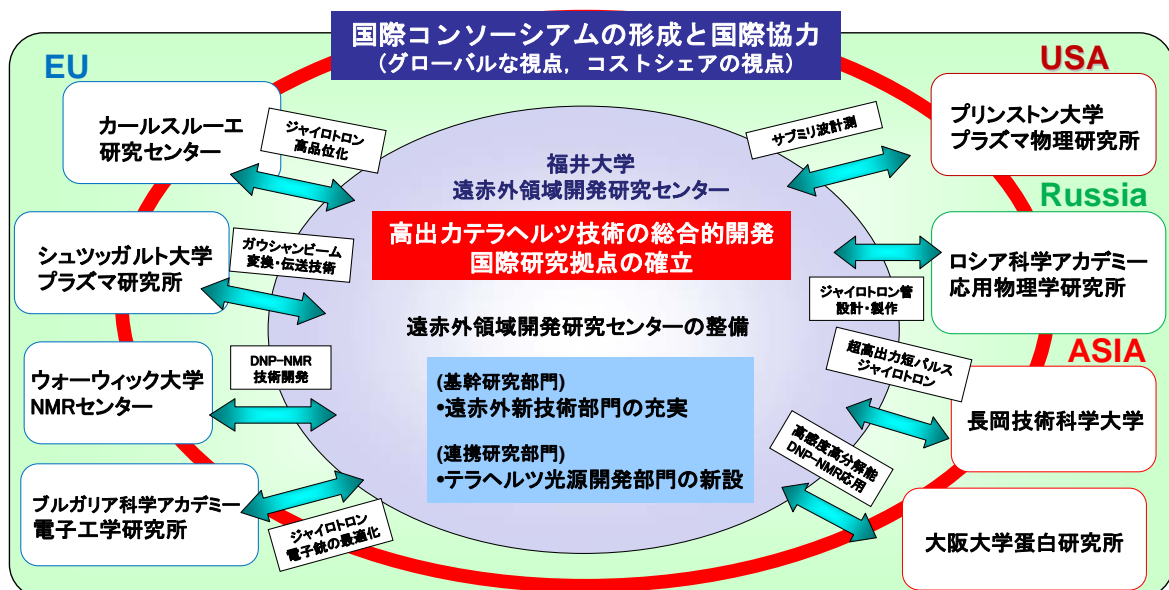 国際コンソーシアムの形成と国際協力
(グローバルな視点, コストシェアの視点)
EU
カールスルーエ
研究センター
ジャイロトロン
高品位化
シュツッガルト大学
プラズマ研究所
ガウシャンビーム
変換・伝送技術
ウォーウィック大学
NMRセンター
DNP-NMR
技術開発
ブルガリア科学アカデミー
電子工学研究所
ジャイロトロン
電子銃の最適化
福井大学
遠赤外領域開発研究センター
高出力テラヘルツ技術の総合的開発
国際研究拠点の確立
遠赤外領域開発研究センターの整備
(基幹研究部門)
•遠赤外新技術部門の充実
(連携研究部門)
•テラヘルツ光源開発部門の新設
USA
サブミリ波計測
プリンストン大学
プラズマ物理研究所
Russia
ロシア科学アカデミー
応用物理学研究所
ジャイロトロン管
設計・製作
ASIA
超高出力短パルス
ジャイロトロン
長岡技術科学大学
高感度高分解能
DNP-NMR応用
大阪大学蛋白研究所